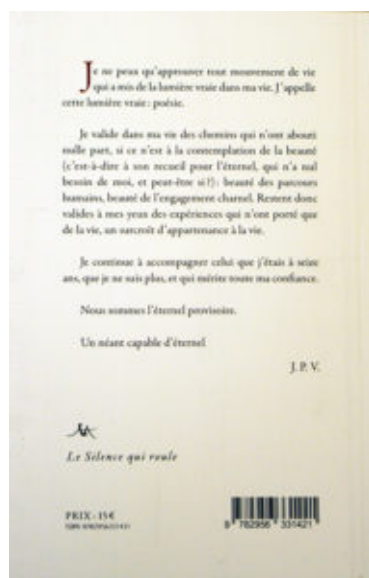 Je ne peux qu'approuver tout mouvement de vie
qui a mis de la lumière vraie dans ma vie. J'appelle
cette lumière vraie : poésie.
Je valide dans ma vie des chemins qui n'ont abouti
nulle part, si ce n'est à la contemplation de la beauté
(c'est-à-dire à son recueil pour l'éternel, qui n'a nul
besoin de moi, et peut-être si ?) : beauté des parcours
humains, beauté de l'engagement charnel. Restent donc
valides à mes yeux des expériences qui n'ont porté que
de la vie, un surcroît d'appartenance à la vie.
Je continue à accompagner celui que j'étais à seize
ans, que je ne suis plus, et qui mérite toute ma confiance.
Nous sommes l'éternel provisoire.
Un néant capable d'éternel
J. P. V.
Le Silence qui roule
PRIX - 15 €
ISBN
9 782956 331421